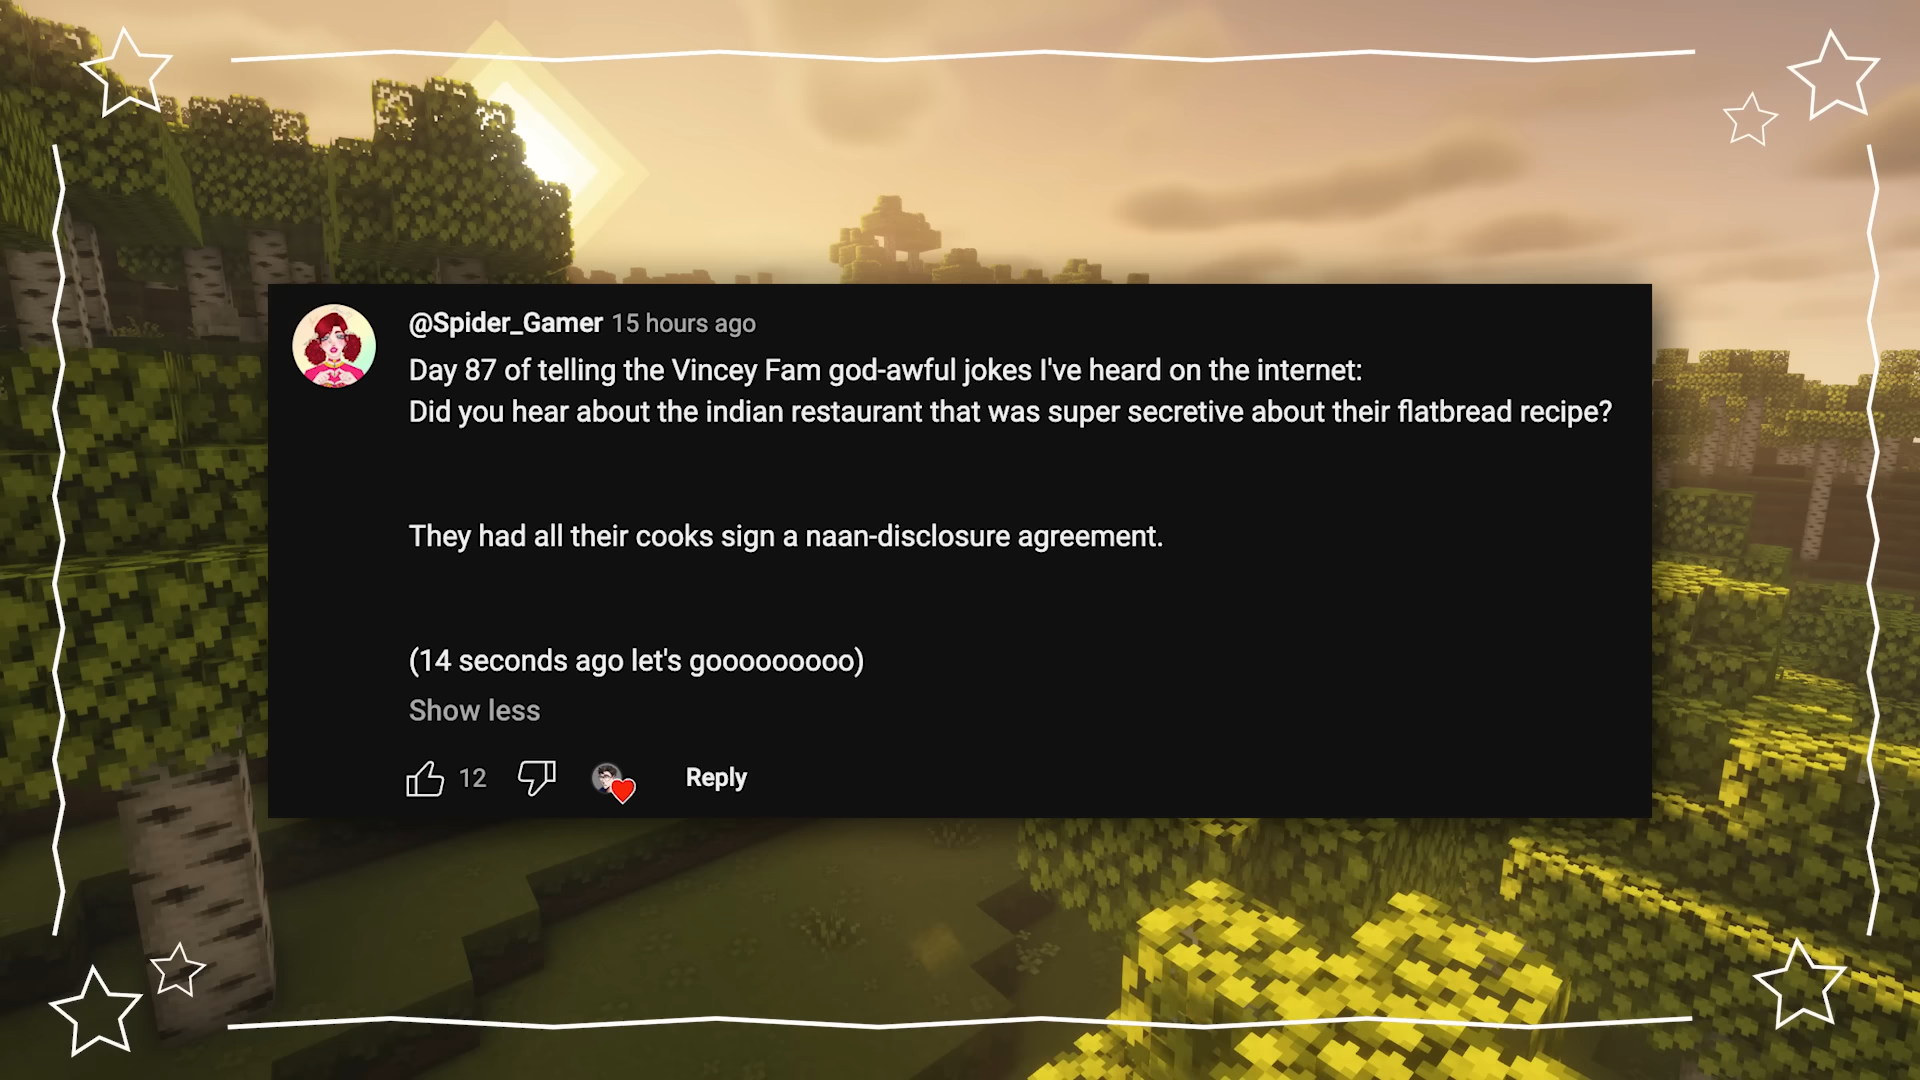 @Spider_Gamer 15 hours ago
Day 87 of telling the Vincey Fam god-awful jokes I've heard on the internet:
Did you hear about the indian restaurant that was super secretive about their flatbread recipe?
They had all their cooks sign a naan-disclosure agreement.
(14 seconds ago let's gooooooooo)
Show less
12 Reply